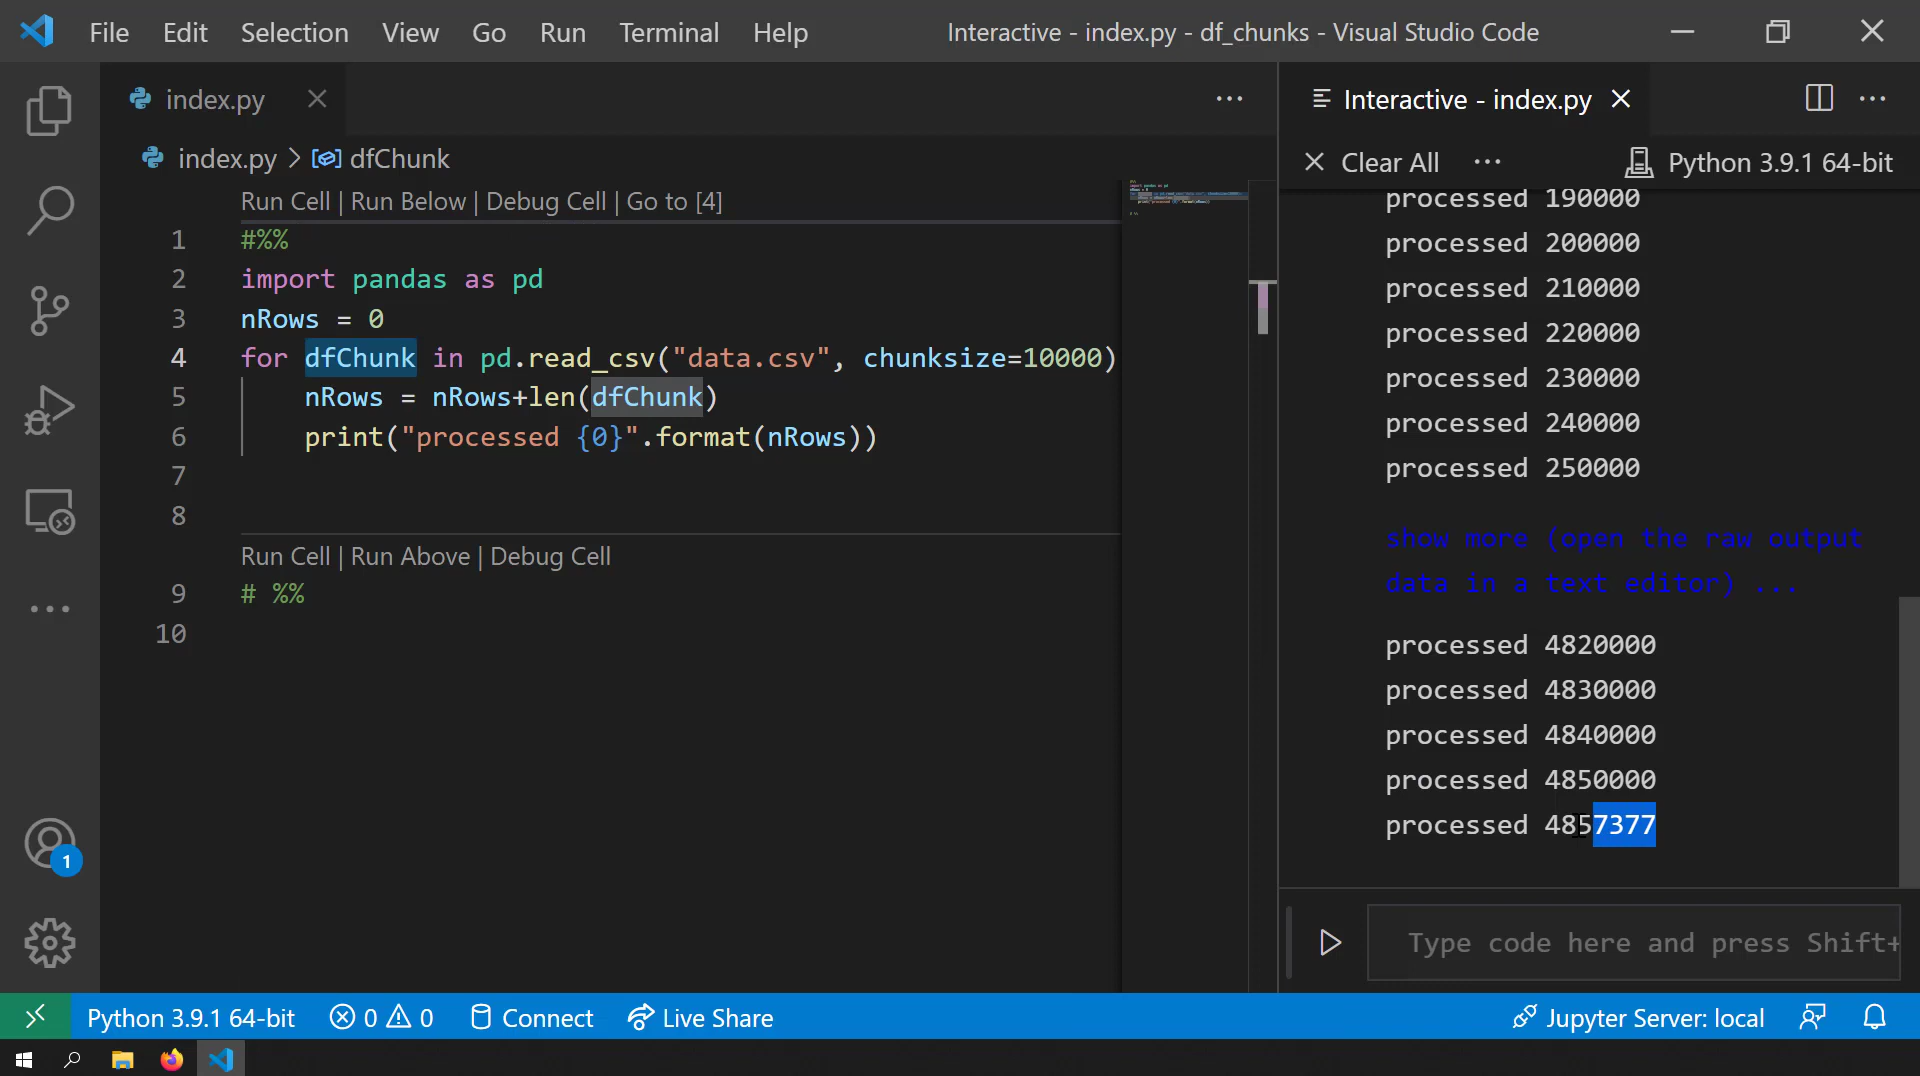 File Edit Selection View Go Run Terminal Help
Interactive - index.py - df_chunks - Visual Studio Code
index.py
index.py > dfChunk
Run Cell | Run Below | Debug Cell | Go to [4]
1 #%%
2 import pandas as pd
3 nRows = 0
4 for dfChunk in pd.read_csv("data.csv", chunksize=10000)
5 nRows = nRows+len(dfChunk)
6 print("processed {0}".format(nRows))
7
8
Run Cell | Run Above | Debug Cell
9 # %%
10
Interactive - index.py
Clear All
Python 3.9.1 64-bit
processed 190000
processed 200000
processed 210000
processed 220000
processed 230000
processed 240000
processed 250000
show more (open the raw output
data in a text editor) ...
processed 4820000
processed 4830000
processed 4840000
processed 4850000
processed 4857377
Type code here and press Shift+
1
Python 3.9.1 64-bit 0 0 Connect Live Share
Jupyter Server: local